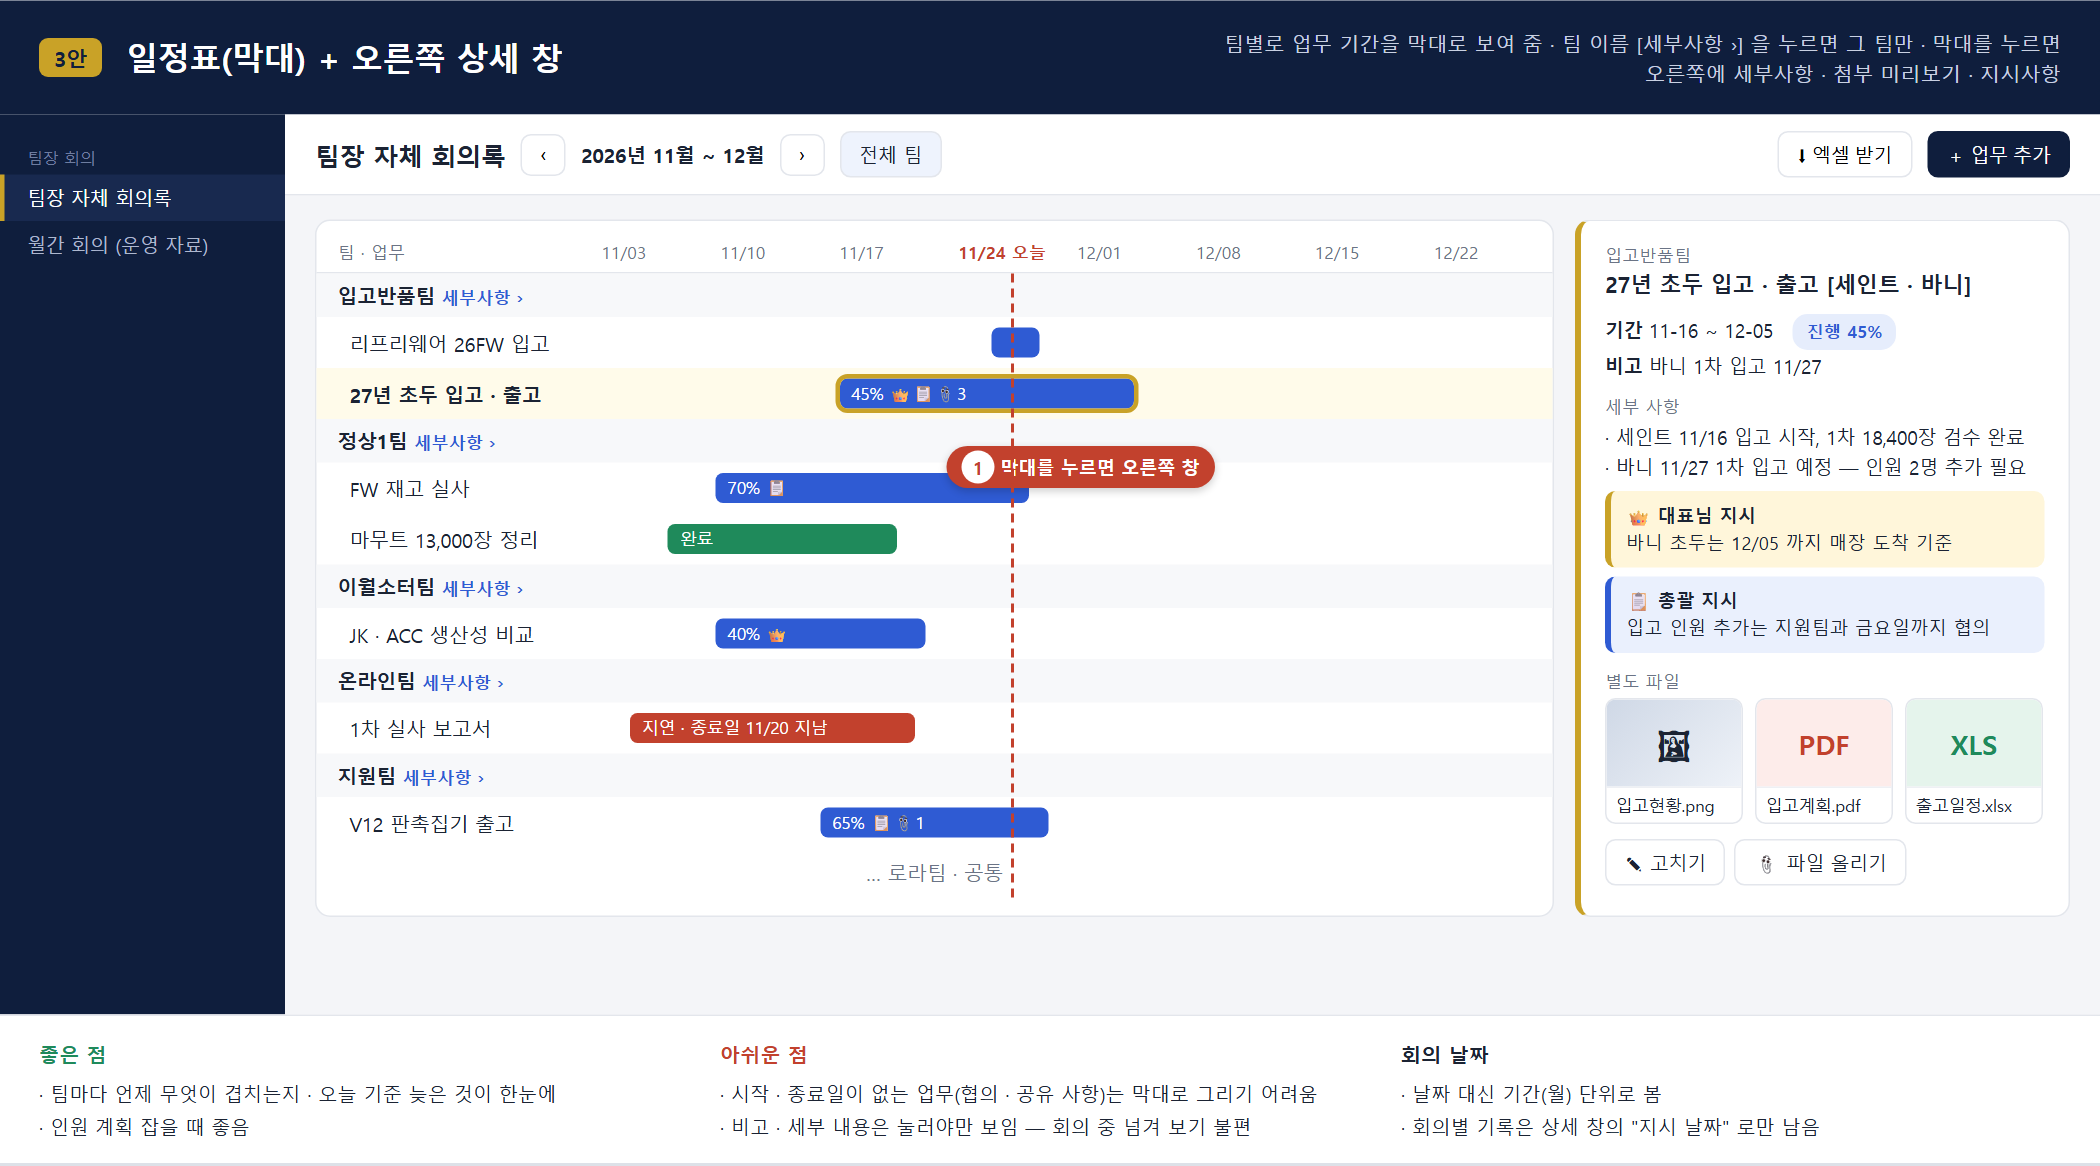 3안
일정표(막대) + 오른쪽 상세 창
팀별로 업무 기간을 막대로 보여 줌 · 팀 이름 [세부사항 ›] 을 누르면 그 팀만 · 막대를 누르면
오른쪽에 세부사항 · 첨부 미리보기 · 지시사항
팀장 회의
팀장 자체 회의록
월간 회의 (운영 자료)
팀장 자체 회의록 ‹ 2026년 11월 ~ 12월 › 전체 팀
⬇ 엑셀 받기
+ 업무 추가
팀 · 업무 11/03 11/10 11/17 11/24 오늘 12/01 12/08 12/15 12/22
입고반품팀 세부사항 ›
리프리웨어 26FW 입고
27년 초두 입고 · 출고
45% 👑 📋 📎 3
정상1팀 세부사항 ›
1 막대를 누르면 오른쪽 창
FW 재고 실사
70% 📋
마무트 13,000장 정리
완료
이월소터팀 세부사항 ›
JK · ACC 생산성 비교
40% 👑
온라인팀 세부사항 ›
1차 실사 보고서
지연 · 종료일 11/20 지남
지원팀 세부사항 ›
V12 판촉집기 출고
65% 📋 📎 1
... 로라팀 · 공통
입고반품팀
27년 초두 입고 · 출고 [세인트 · 바니]
기간 11-16 ~ 12-05 진행 45%
비고 바니 1차 입고 11/27
세부 사항
· 세인트 11/16 입고 시작, 1차 18,400장 검수 완료
· 바니 11/27 1차 입고 예정 — 인원 2명 추가 필요
👑 대표님 지시
바니 초두는 12/05 까지 매장 도착 기준
📋 총괄 지시
입고 인원 추가는 지원팀과 금요일까지 협의
별도 파일
PDF
XLS
입고현황.png
입고계획.pdf
출고일정.xlsx
✏ 고치기
📎 파일 올리기
좋은 점
· 팀마다 언제 무엇이 겹치는지 · 오늘 기준 늦은 것이 한눈에
· 인원 계획 잡을 때 좋음
아쉬운 점
· 시작 · 종료일이 없는 업무(협의 · 공유 사항)는 막대로 그리기 어려움
· 비고 · 세부 내용은 눌러야만 보임 — 회의 중 넘겨 보기 불편
회의 날짜
· 날짜 대신 기간(월) 단위로 봄
· 회의별 기록은 상세 창의 "지시 날짜" 로만 남음